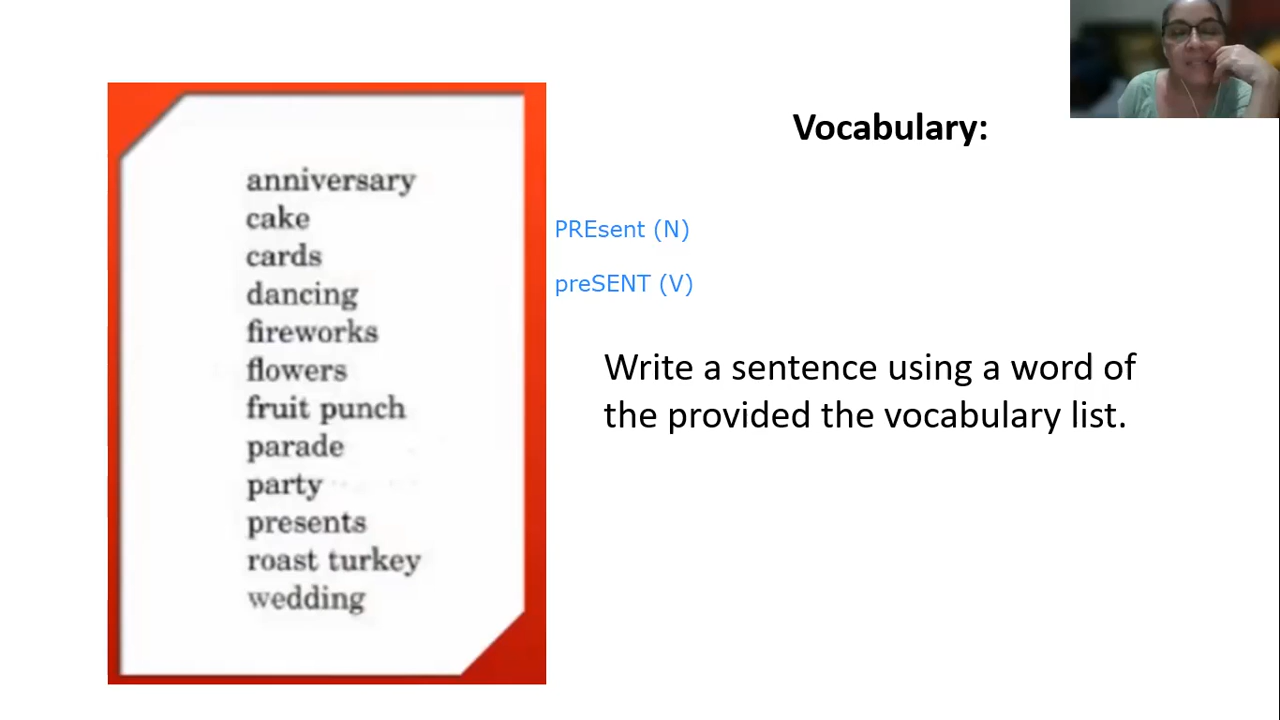 Vocabulary:
anniversary
cake
cards
dancing
fireworks
flowers
fruit punch
parade
party
presents
roast turkey
wedding
PREsent (N)
preSENT (V)
Write a sentence using a word of
the provided the vocabulary list.